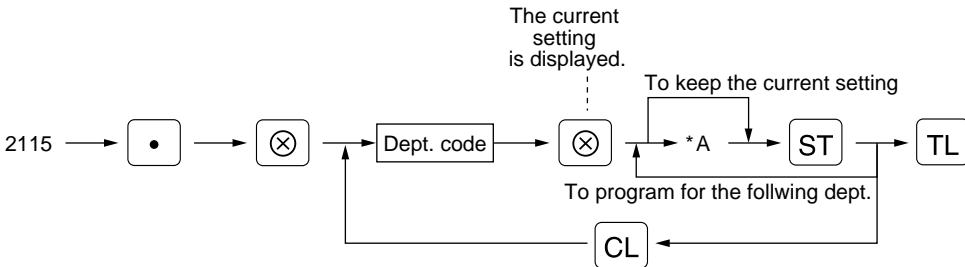 The current
setting
is displayed.
To keep the current setting
2115
Dept. code
*A
ST
TL
To program for the follwing dept.
CL